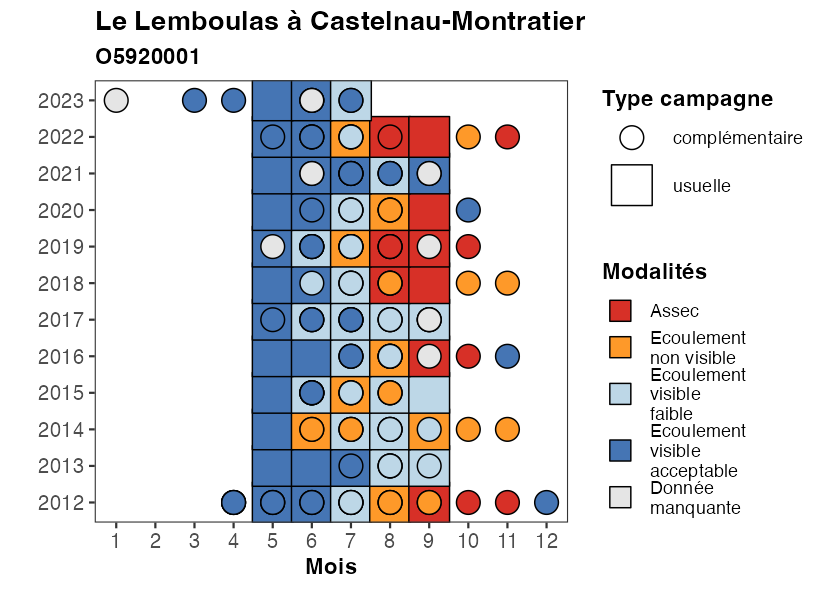 Le Lemboulas à Castelnau-Montratier
O5920001
2023
2022
2021
2020
2019
2018
2017
2016
2015
2014
2013
2012
1 2 3 4 5 6 7 8 9 10 11 12
Mois
Type campagne
complémentaire
usuelle
Modalités
Assec
Ecoulement
non visible
Ecoulement
visible
faible
Ecoulement
visible
acceptable
Donnée
manquante